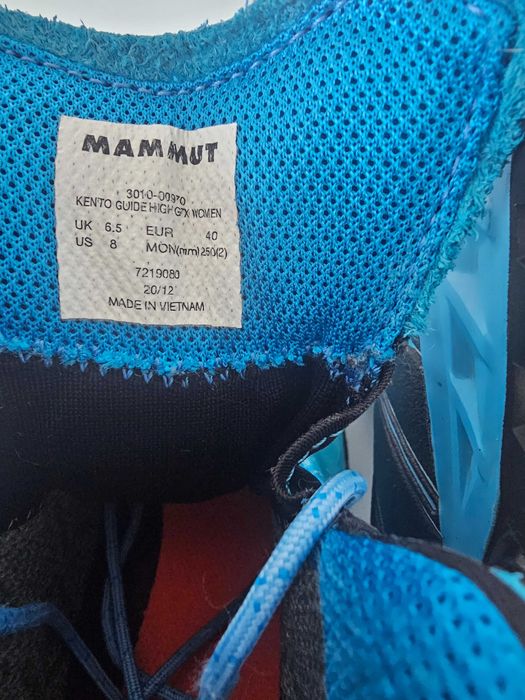 MAMMUT
3010-00970
KENTO GUIDE HIGH GTX WOMEN
UK 6.5 EUR 40
US 8 MON(mm)250(2)
7219080
20/12
MADE IN VIETNAM